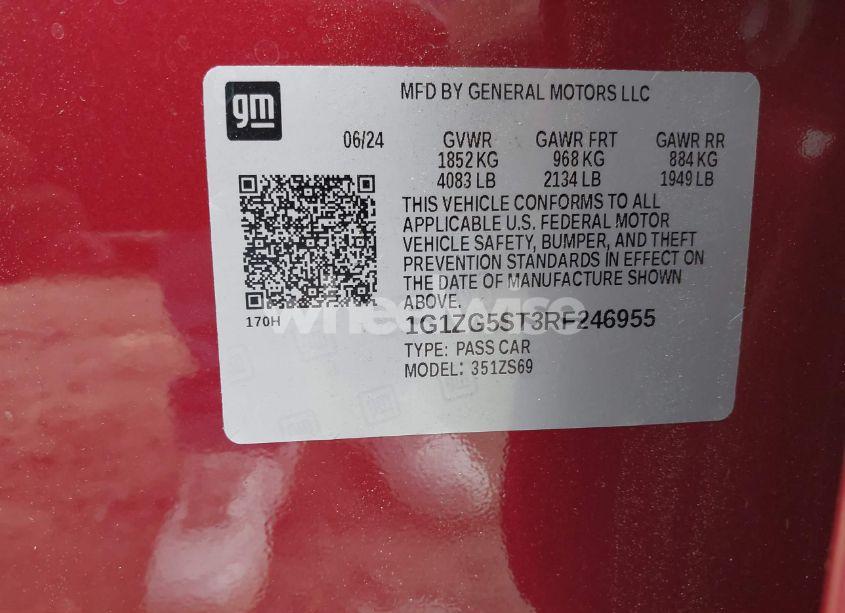 gm
MFD BY GENERAL MOTORS LLC
06/24 GVWR GAWR FRT GAWR RR
1852 KG 968 KG 884 KG
4083 LB 2134 LB 1949 LB
THIS VEHICLE CONFORMS TO ALL
APPLICABLE U.S. FEDERAL MOTOR
VEHICLE SAFETY, BUMPER, AND THEFT
PREVENTION STANDARDS IN EFFECT ON
THE DATE OF MANUFACTURE SHOWN
ABOVE.
170H
wheelwise
1G1ZG5ST3RF246955
TYPE: PASS CAR
MODEL: 351ZS69